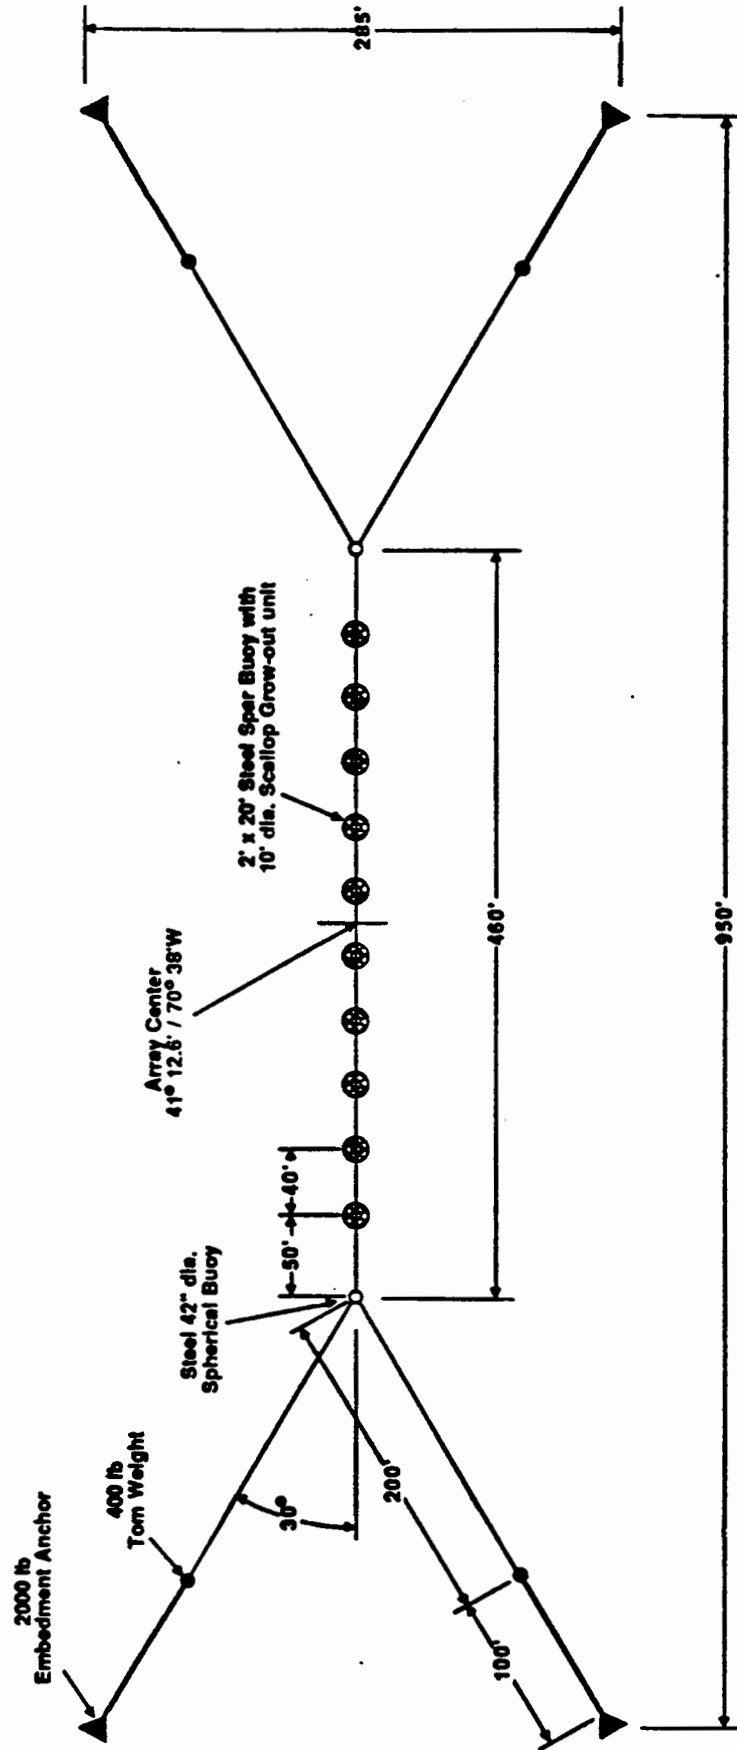 2000 lb
Embedment Anchor
400 lb
Tom Weight
Steel 42" dia.
Spherical Buoy
Array Center
41° 12.6' / 70° 38'W
2' x 20' Steel Spar Buoy with
10' dia. Scallop Grow-out unit
285'
30°
50'
40'
200'
100'
460'
950'